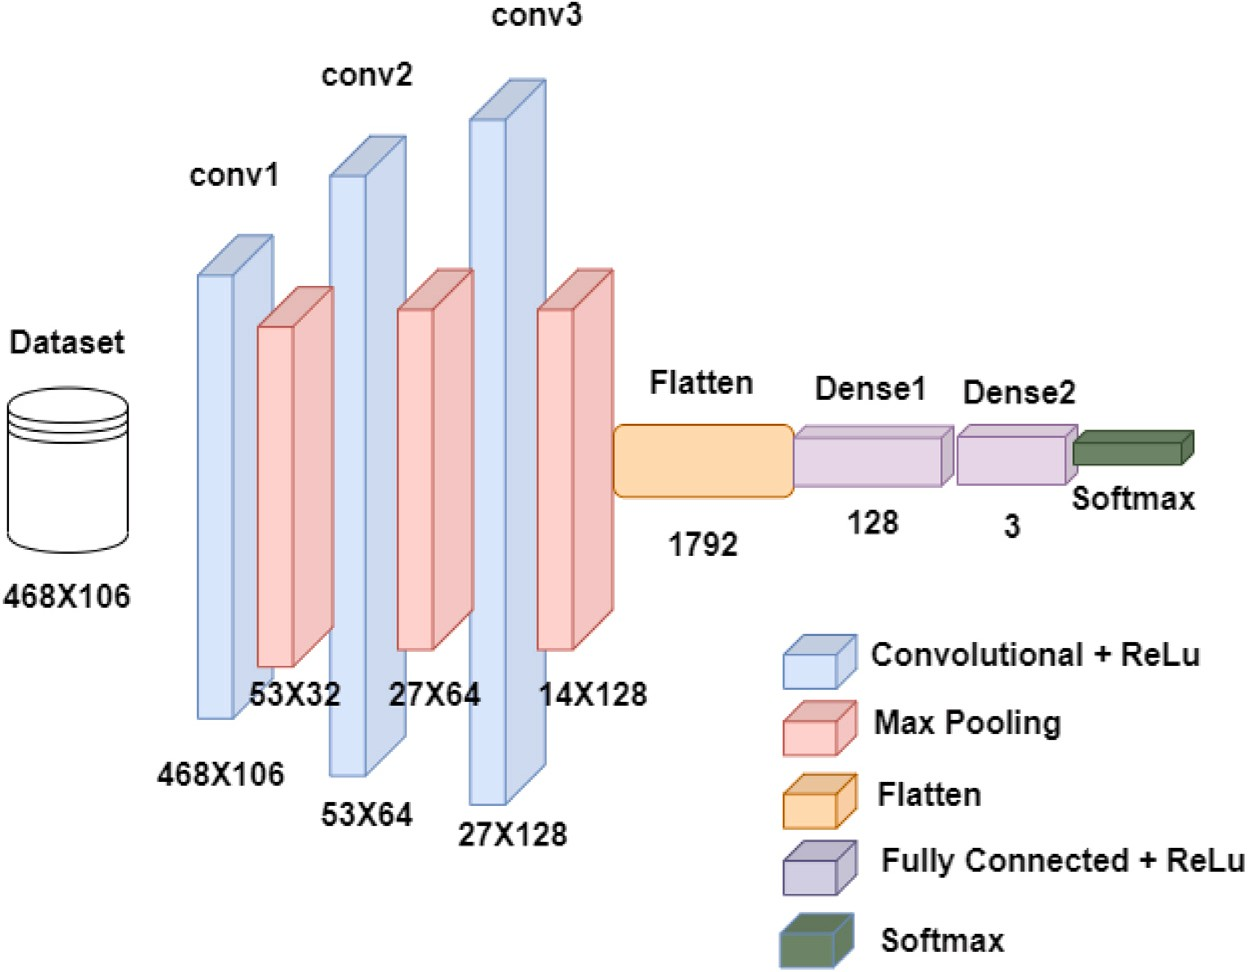 conv3
conv2
conv1
Dataset
Flatten
Dense1
Dense2
Softmax
1792
128
3
468X106
53X32
27X64
14X128
468X106
53X64
27X128
Convolutional + ReLu
Max Pooling
Flatten
Fully Connected + ReLu
Softmax